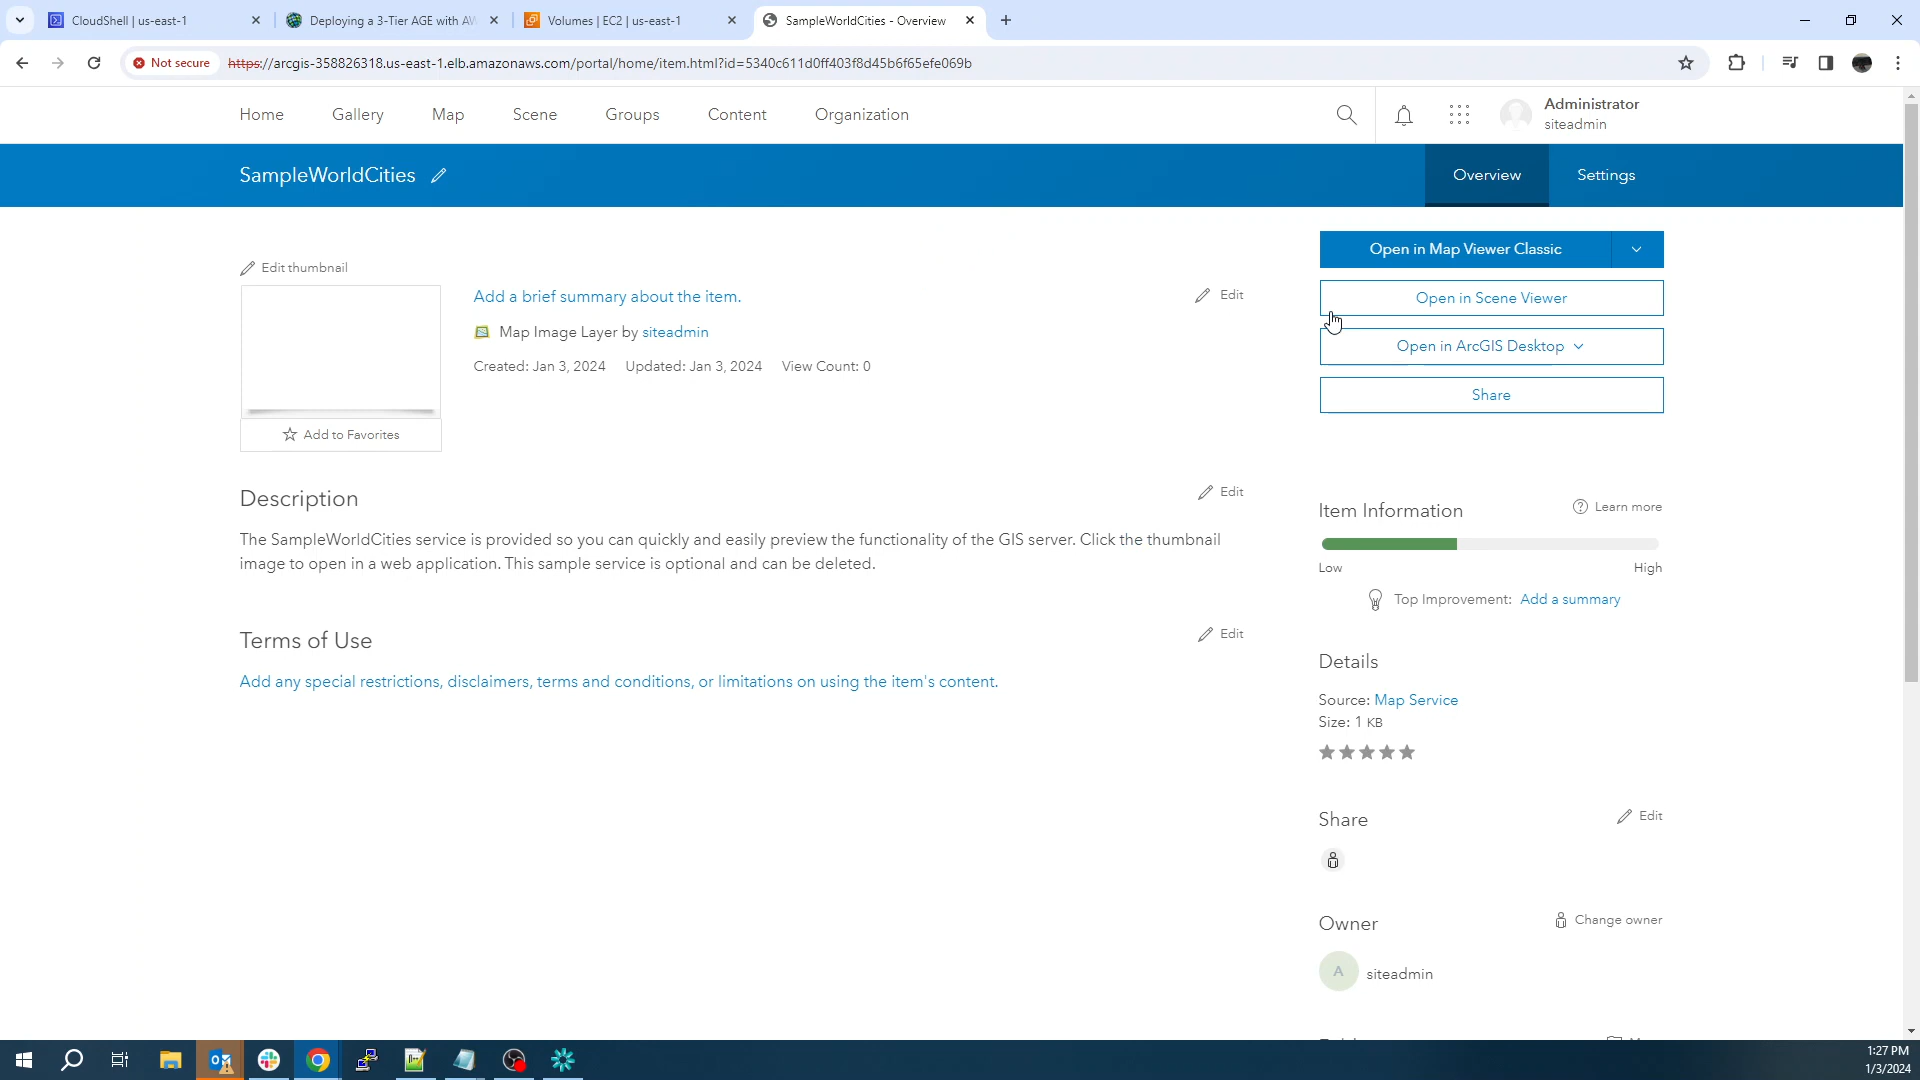 CloudShell | us-east-1
Deploying a 3-Tier AGE with AW
Volumes | EC2 | us-east-1
SampleWorldCities - Overview
Not secure
https://arcgis-358826318.us-east-1.elb.amazonaws.com/portal/home/item.html?id=5340c611d0ff403f8d45b6f65efe069b
Home
Gallery
Map
Scene
Groups
Content
Organization
Administrator
siteadmin
SampleWorldCities
Overview
Settings
Edit thumbnail
Add to Favorites
Add a brief summary about the item.
Edit
Map Image Layer by siteadmin
Created: Jan 3, 2024 Updated: Jan 3, 2024 View Count: 0
Open in Map Viewer Classic
Open in Scene Viewer
Open in ArcGIS Desktop
Share
Description
Edit
The SampleWorldCities service is provided so you can quickly and easily preview the functionality of the GIS server. Click the thumbnail
image to open in a web application. This sample service is optional and can be deleted.
Terms of Use
Edit
Add any special restrictions, disclaimers, terms and conditions, or limitations on using the item's content.
Item Information
Learn more
Low
High
Top Improvement: Add a summary
Details
Source: Map Service
Size: 1 KB
Share
Edit
Owner
Change owner
A
siteadmin
1:27 PM
1/3/2024